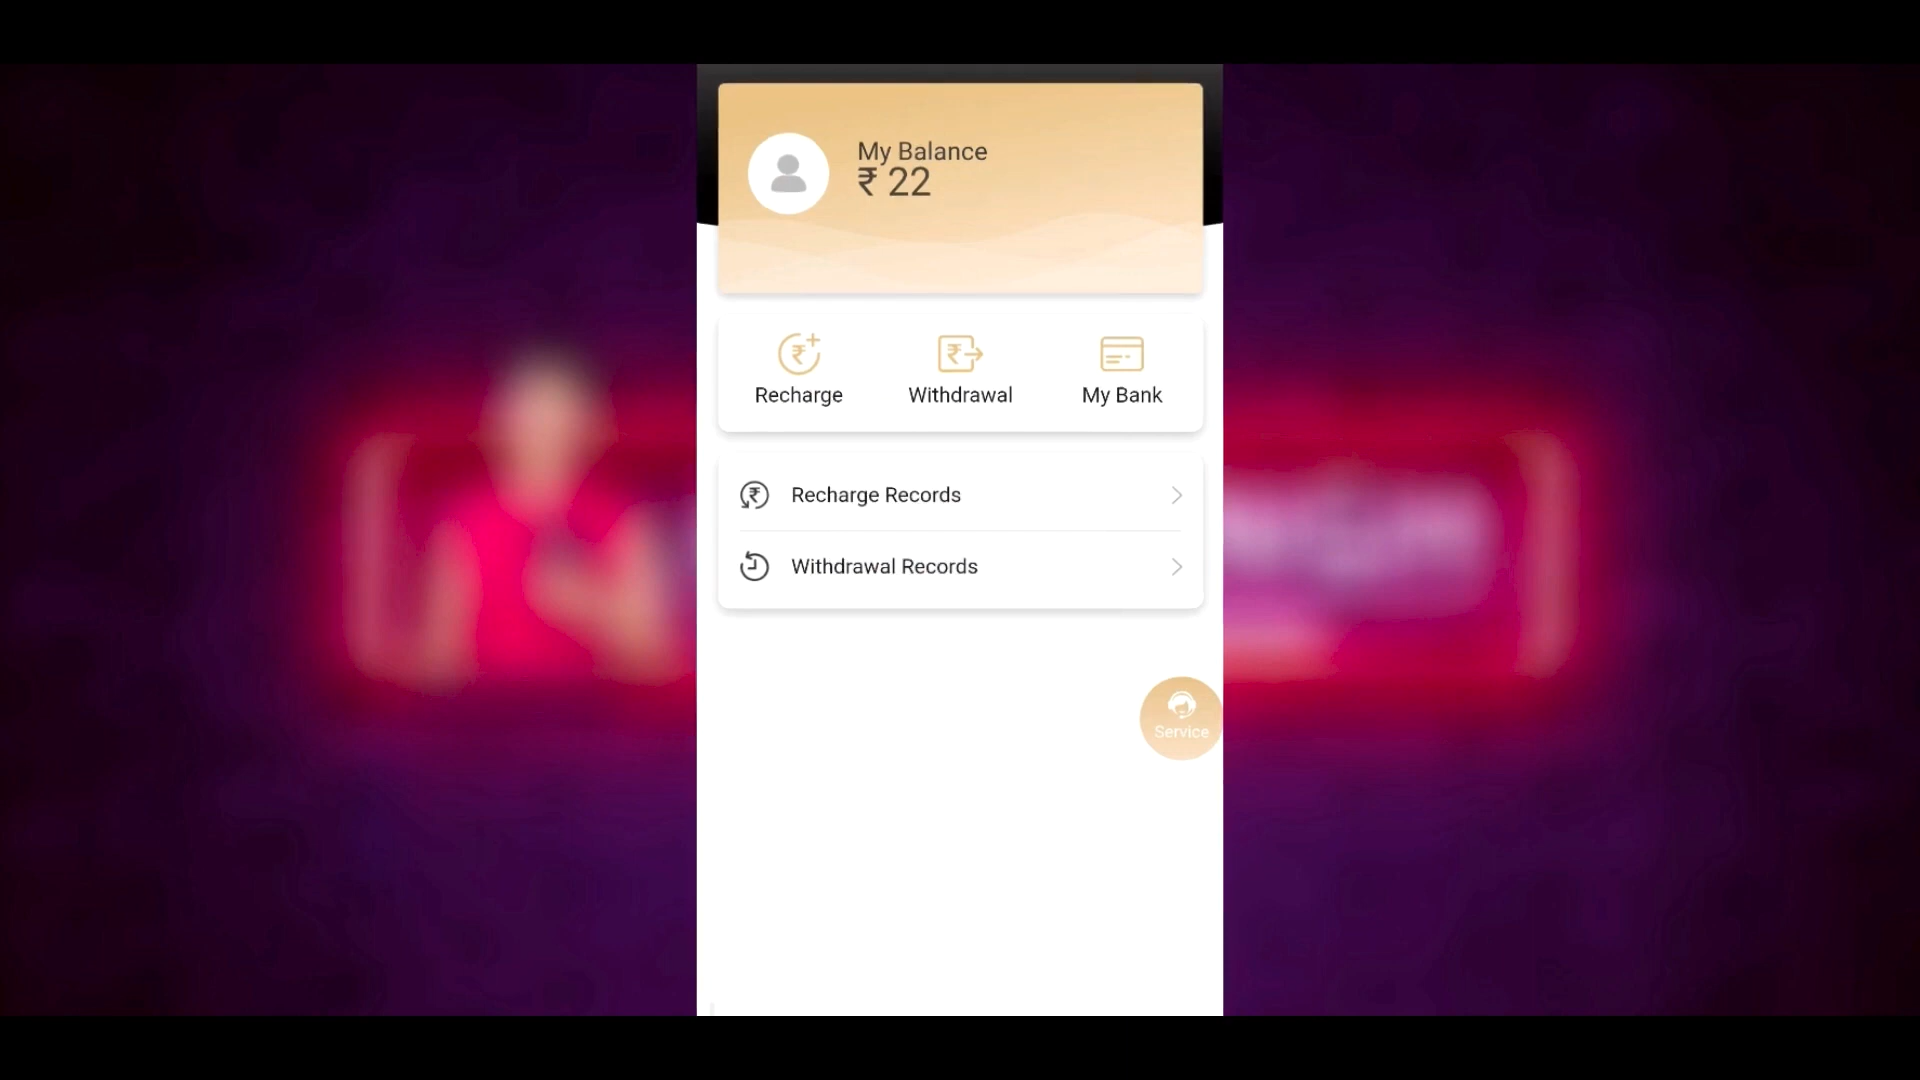 My Balance
₹ 22
Recharge
Withdrawal
My Bank
Recharge Records
Withdrawal Records
Service